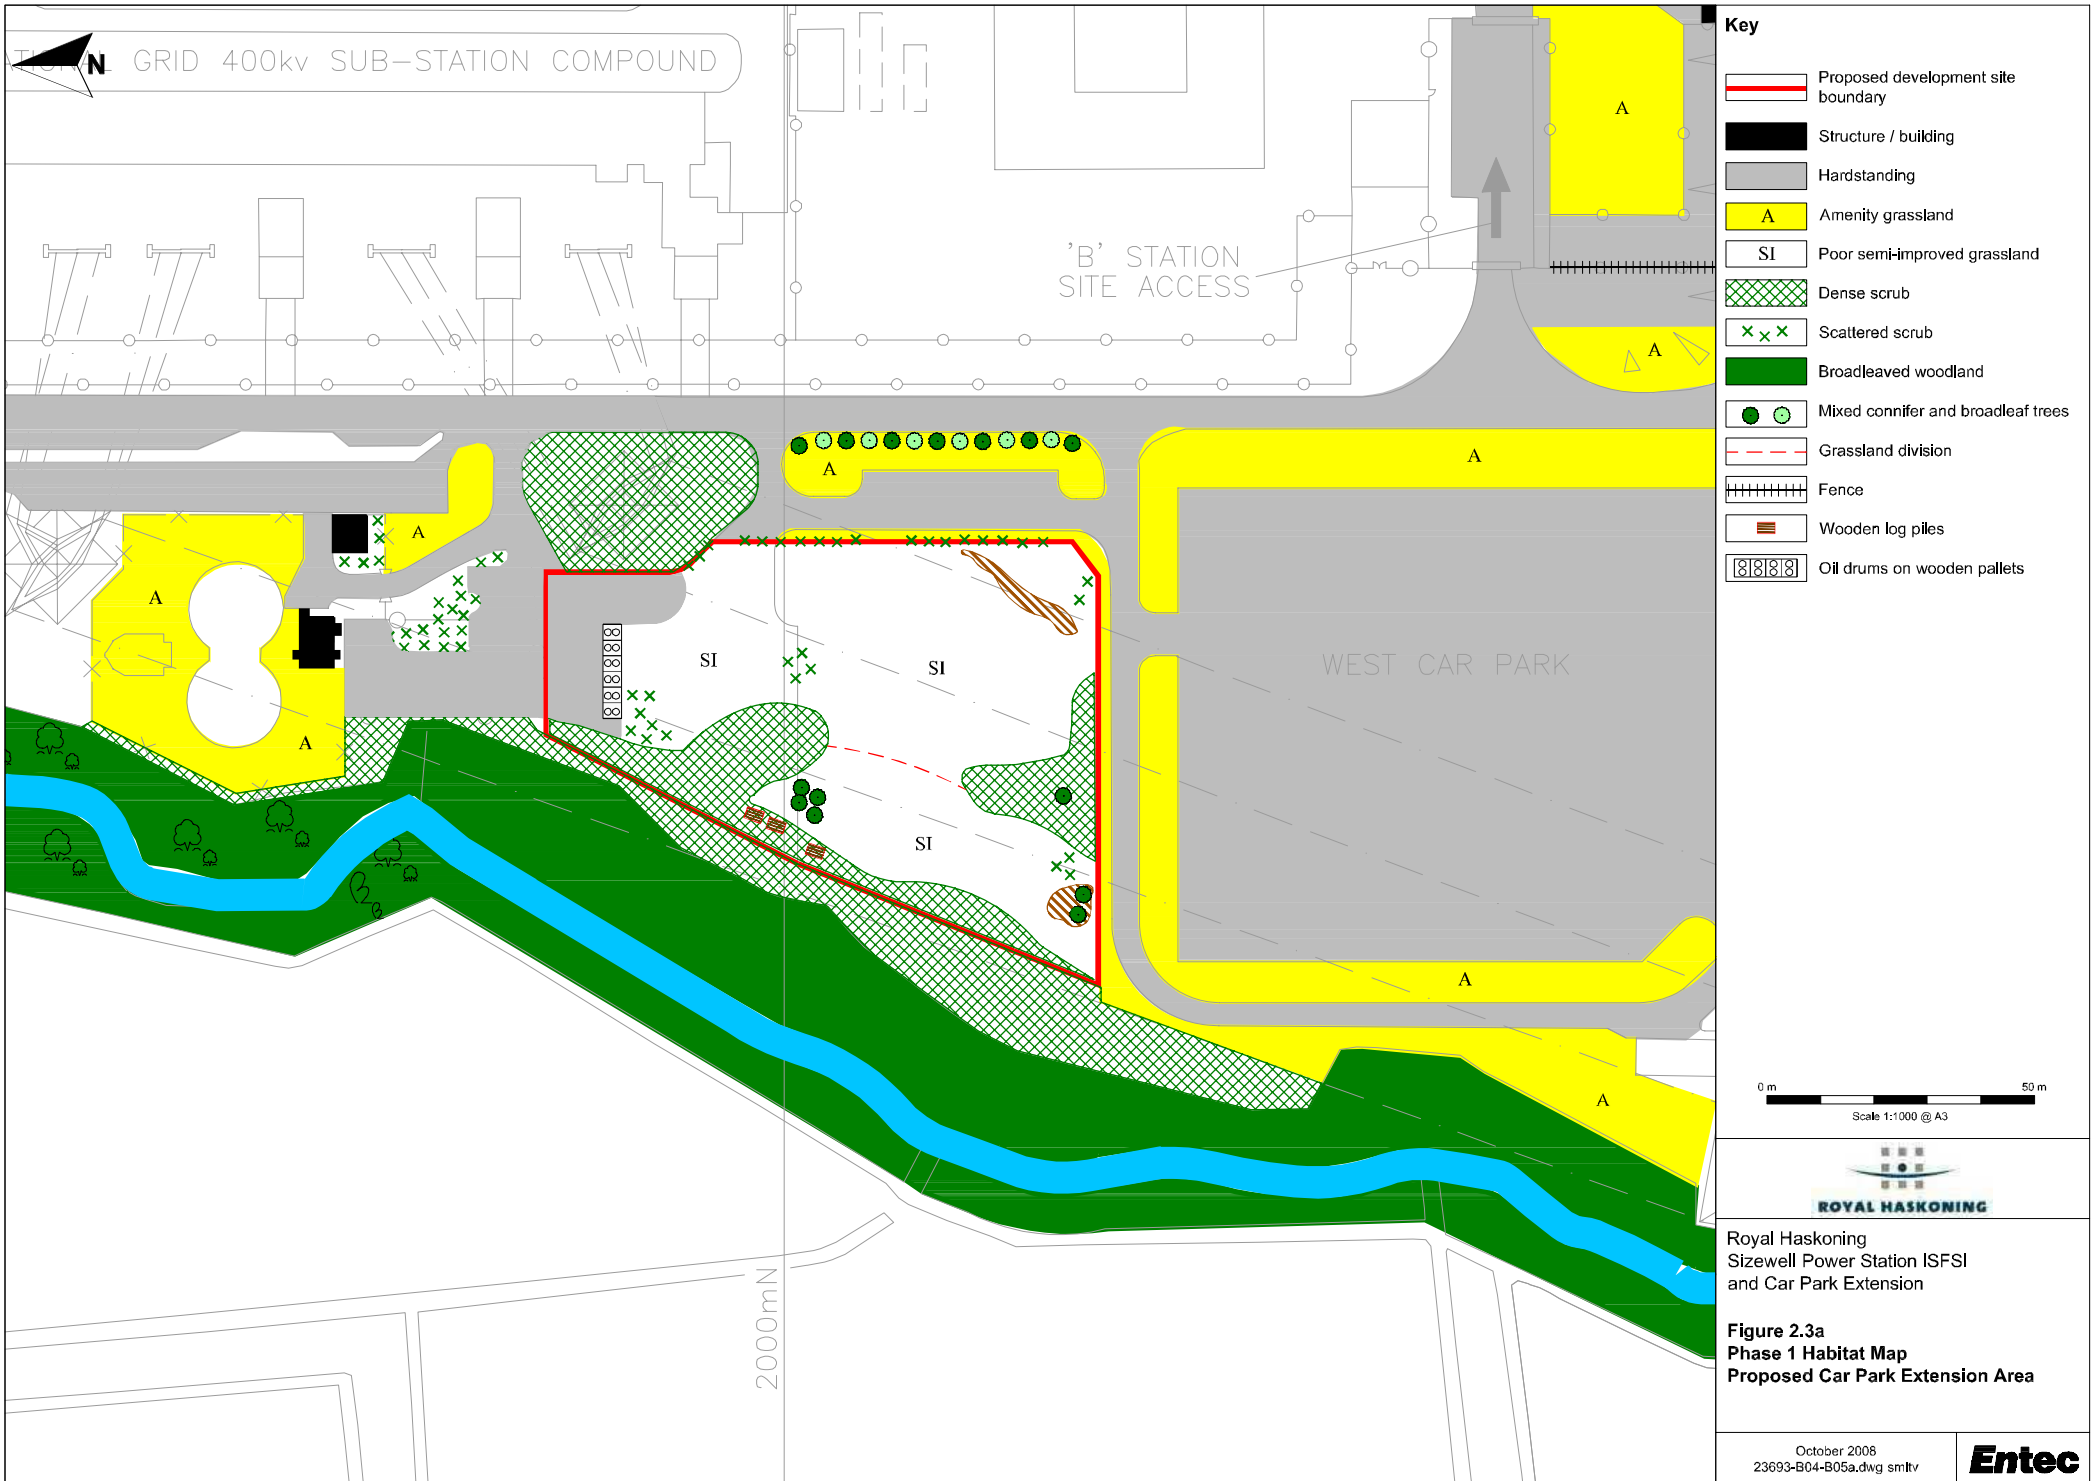 N
GRID 400kv SUB-STATION COMPOUND
'B' STATION
SITE ACCESS
A
A
A
A
A
A
A
A
SI
SI
SI
WEST CAR PARK
A
A
2000mN
Key
Proposed development site
boundary
Structure / building
Hardstanding
A Amenity grassland
SI Poor semi-improved grassland
Dense scrub
Scattered scrub
Broadleaved woodland
Mixed connifer and broadleaf trees
Grassland division
Fence
Wooden log piles
Oil drums on wooden pallets
0 m 50 m
Scale 1:1000 @ A3
ROYAL HASKONING
Royal Haskoning
Sizewell Power Station ISFSI
and Car Park Extension
Figure 2.3a
Phase 1 Habitat Map
Proposed Car Park Extension Area
October 2008
23693-B04-B05a.dwg smitv
Entec